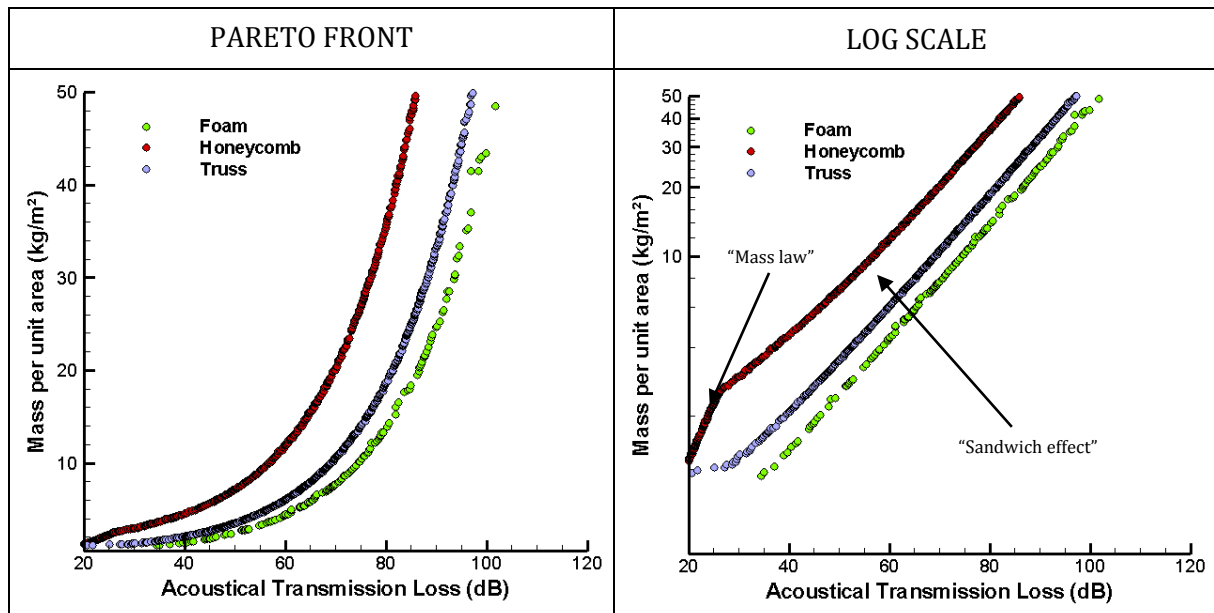 PARETO FRONT
LOG SCALE
50
40
30
20
10
20
40
60
80
100
120
Mass per unit area (kg/m²)
Acoustical Transmission Loss (dB)
Foam
Honeycomb
Truss
50
40
30
20
10
20
40
60
80
100
120
Mass per unit area (kg/m²)
Acoustical Transmission Loss (dB)
Foam
Honeycomb
Truss
“Mass law”
“Sandwich effect”